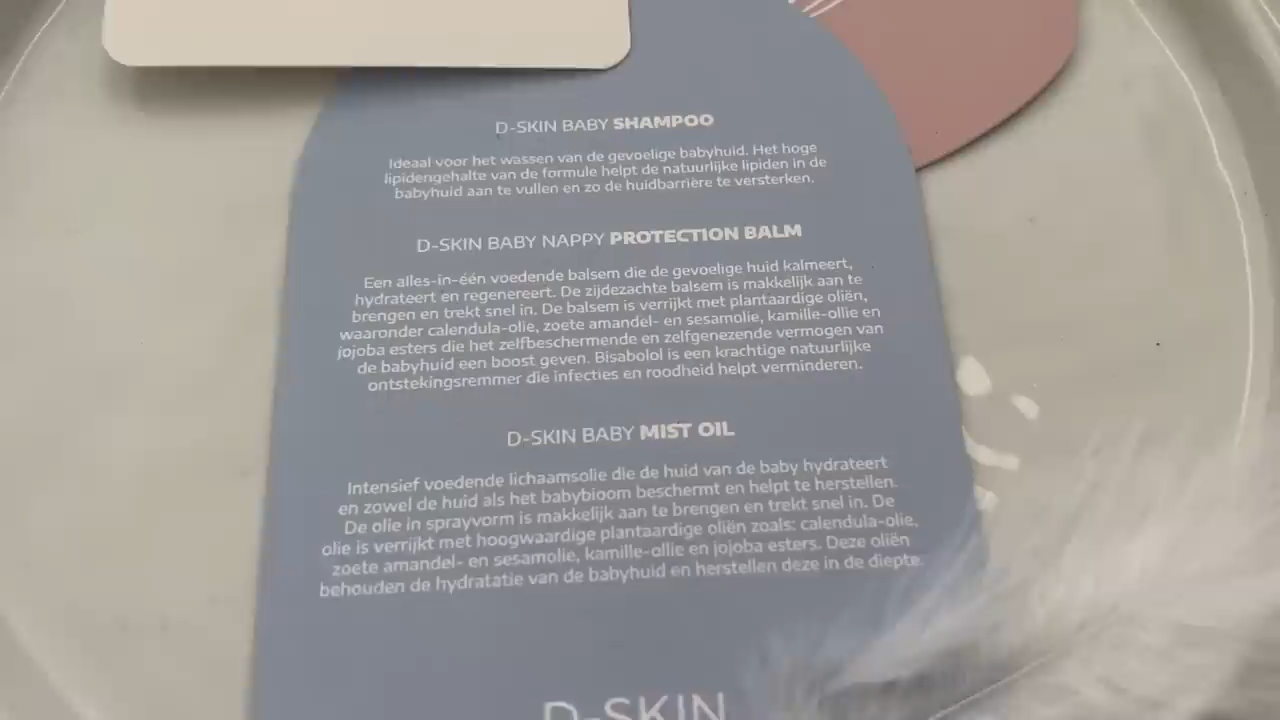 D-SKIN BABY SHAMPOO
Ideaal voor het wassen van de gevoelige babyhuid. Het hoge
lipidengehalte van de formule helpt de natuurlijke lipiden in de
babyhuid aan te vullen en zo de huidbarrière te versterken.
D-SKIN BABY NAPPY PROTECTION BALM
Een alles-in-één voedende balsem die de gevoelige huid kalmeert,
hydrateert en regenereert. De zijdezachte balsem is makkelijk aan te
brengen en trekt snel in. De balsem is verrijkt met plantaardige oliën,
waaronder calendula-olie, zoete amandel- en sesamolie, kamille-ollie en
jojoba esters die het zelfbeschermende en zelfgenezende vermogen van
de babyhuid een boost geven. Bisabolol is een krachtige natuurlijke
ontstekingsremmer die infecties en roodheid helpt verminderen.
D-SKIN BABY MIST OIL
Intensief voedende lichaamsolie die de huid van de baby hydrateert
en zowel de huid als het babybioom beschermt en helpt te herstellen.
De olie in sprayvorm is makkelijk aan te brengen en trekt snel in. De
olie is verrijkt met hoogwaardige plantaardige oliën zoals: calendula-olie,
zoete amandel- en sesamolie, kamille-ollie en jojoba esters. Deze oliën
behouden de hydratatie van de babyhuid en herstellen deze in de diepte.
D-SKIN